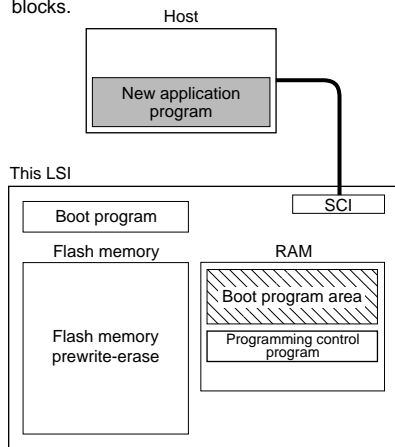 blocks.
Host
New application
program
This LSI
SCI
Boot program
Flash memory
RAM
Boot program area
Flash memory
prewrite-erase
Programming control
program